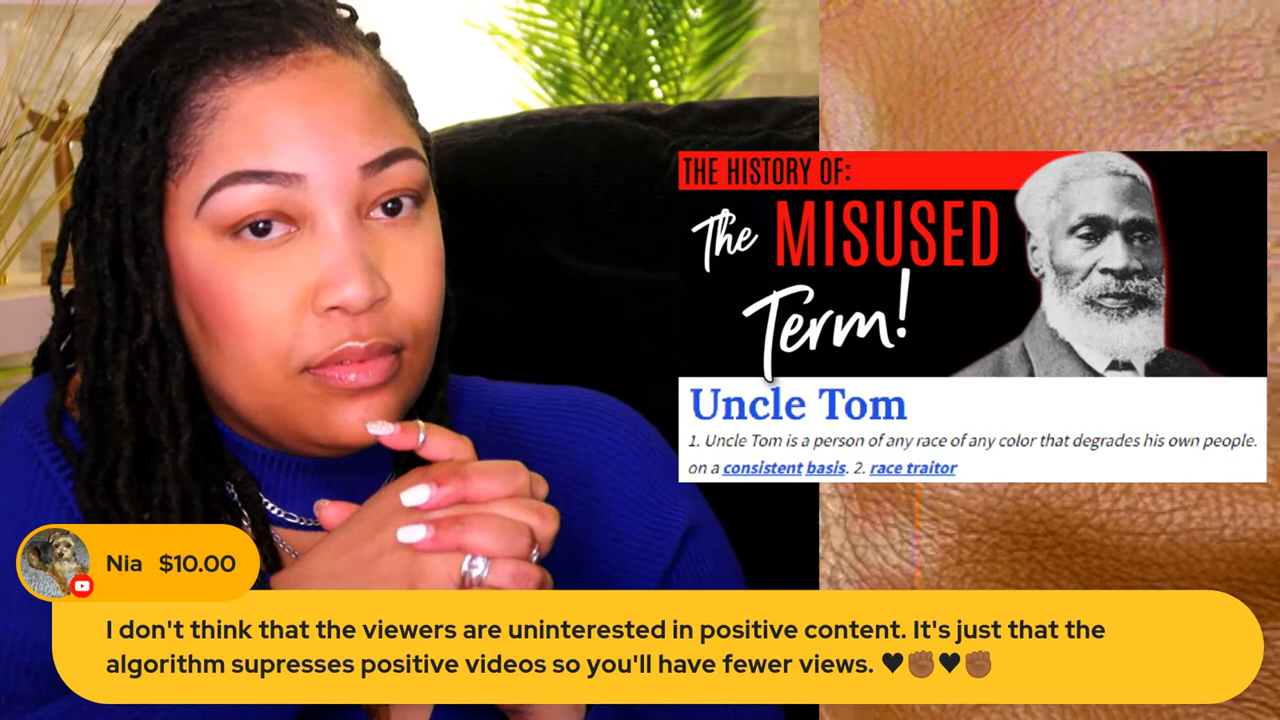 THE HISTORY OF:
The MISUSED
Term!
Uncle Tom
1. Uncle Tom is a person of any race of any color that degrades his own people.
on a consistent basis. 2. race traitor
Nia $10.00
I don't think that the viewers are uninterested in positive content. It's just that the
algorithm supresses positive videos so you'll have fewer views. ♥✊🏾♥✊🏾